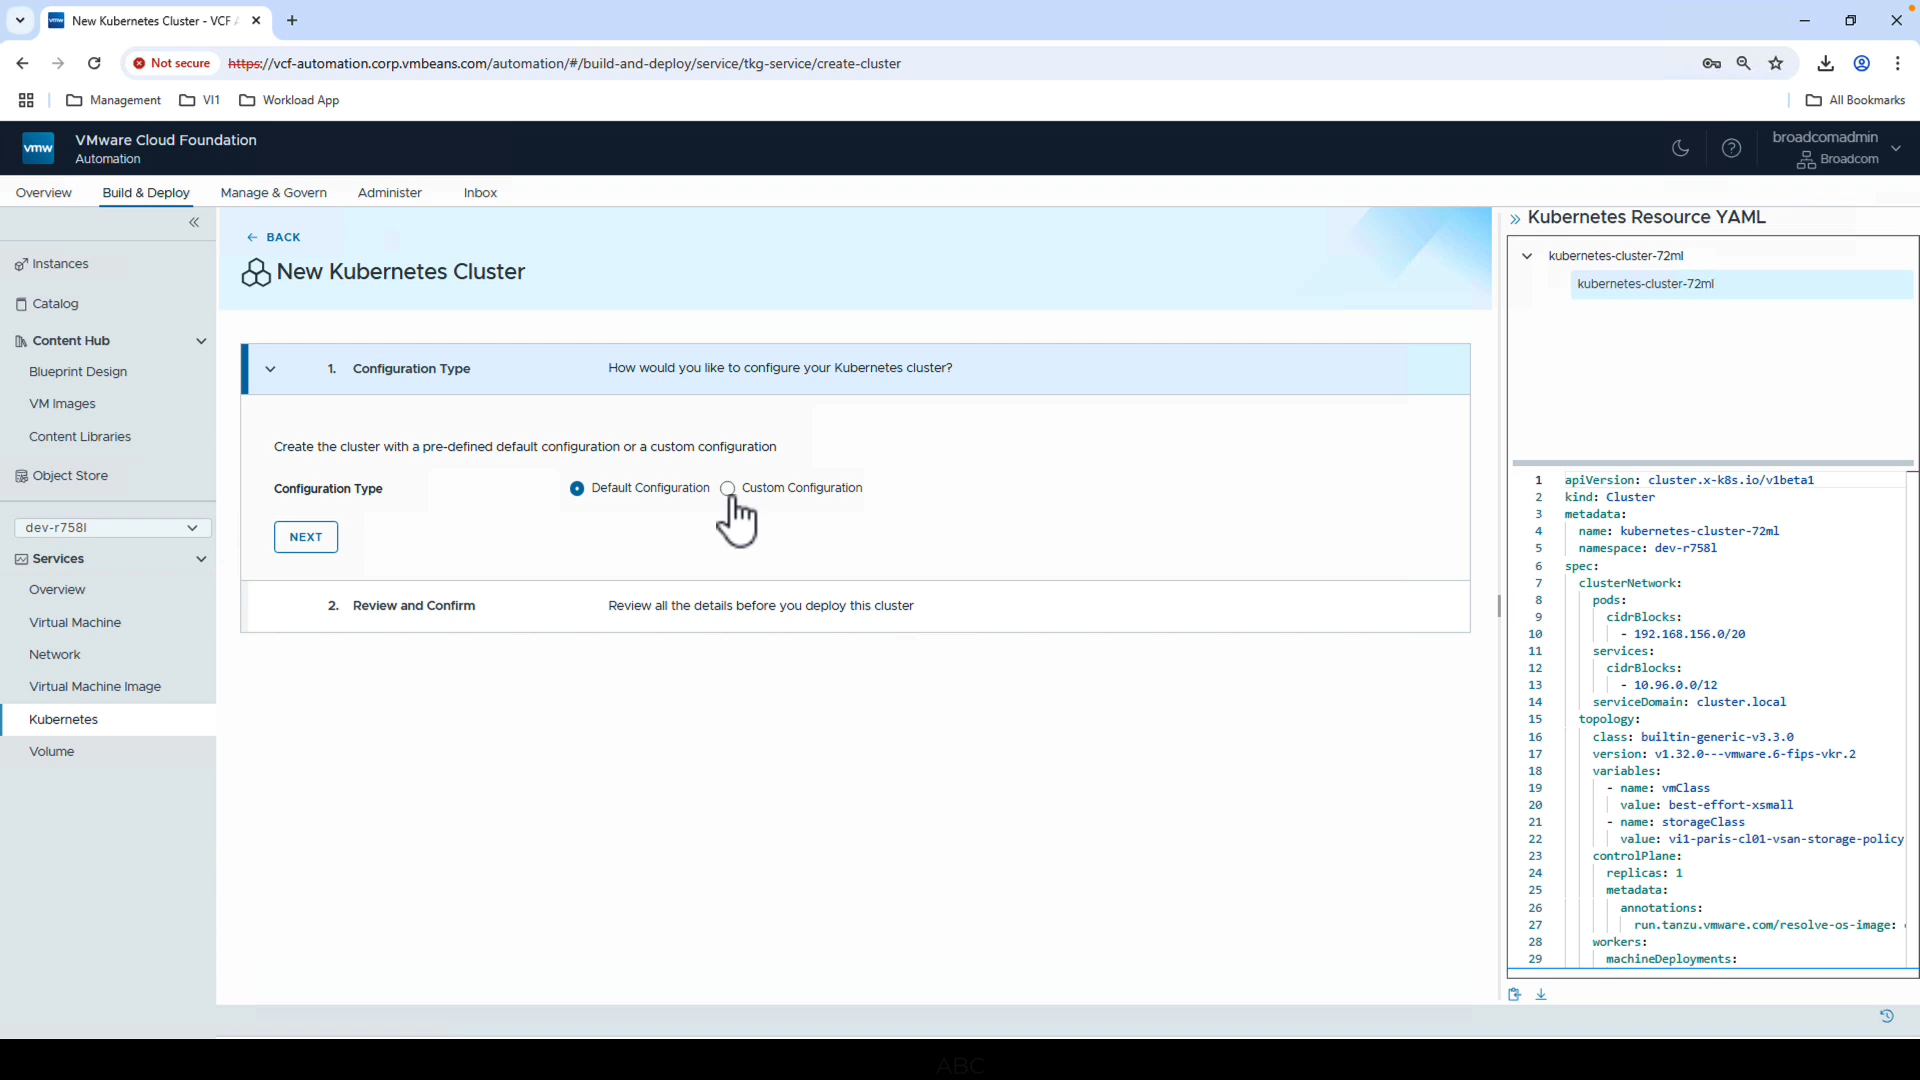 vmw New Kubernetes Cluster - VCF A
Not secure https://vcf-automation.corp.vmbeans.com/automation/#/build-and-deploy/service/tkg-service/create-cluster
Management VI1 Workload App All Bookmarks
vmw VMware Cloud Foundation
Automation
broadcomadmin
Broadcom
Overview Build & Deploy Manage & Govern Administer Inbox
Instances
Catalog
Content Hub
Blueprint Design
VM Images
Content Libraries
Object Store
dev-r758l
Services
Overview
Virtual Machine
Network
Virtual Machine Image
Kubernetes
Volume
BACK
New Kubernetes Cluster
1. Configuration Type How would you like to configure your Kubernetes cluster?
Create the cluster with a pre-defined default configuration or a custom configuration
Configuration Type Default Configuration Custom Configuration
NEXT
2. Review and Confirm Review all the details before you deploy this cluster
Kubernetes Resource YAML
kubernetes-cluster-72ml
kubernetes-cluster-72ml
1 apiVersion: cluster.x-k8s.io/v1beta1
2 kind: Cluster
3 metadata:
4 name: kubernetes-cluster-72ml
5 namespace: dev-r758l
6 spec:
7 clusterNetwork:
8 pods:
9 cidrBlocks:
10 - 192.168.156.0/20
11 services:
12 cidrBlocks:
13 - 10.96.0.0/12
14 serviceDomain: cluster.local
15 topology:
16 class: builtin-generic-v3.3.0
17 version: v1.32.0---vmware.6-fips-vkr.2
18 variables:
19 - name: vmClass
20 value: best-effort-xsmall
21 - name: storageClass
22 value: vi1-paris-cl01-vsan-storage-policy
23 controlPlane:
24 replicas: 1
25 metadata:
26 annotations:
27 run.tanzu.vmware.com/resolve-os-image:
28 workers:
29 machineDeployments:
ABC